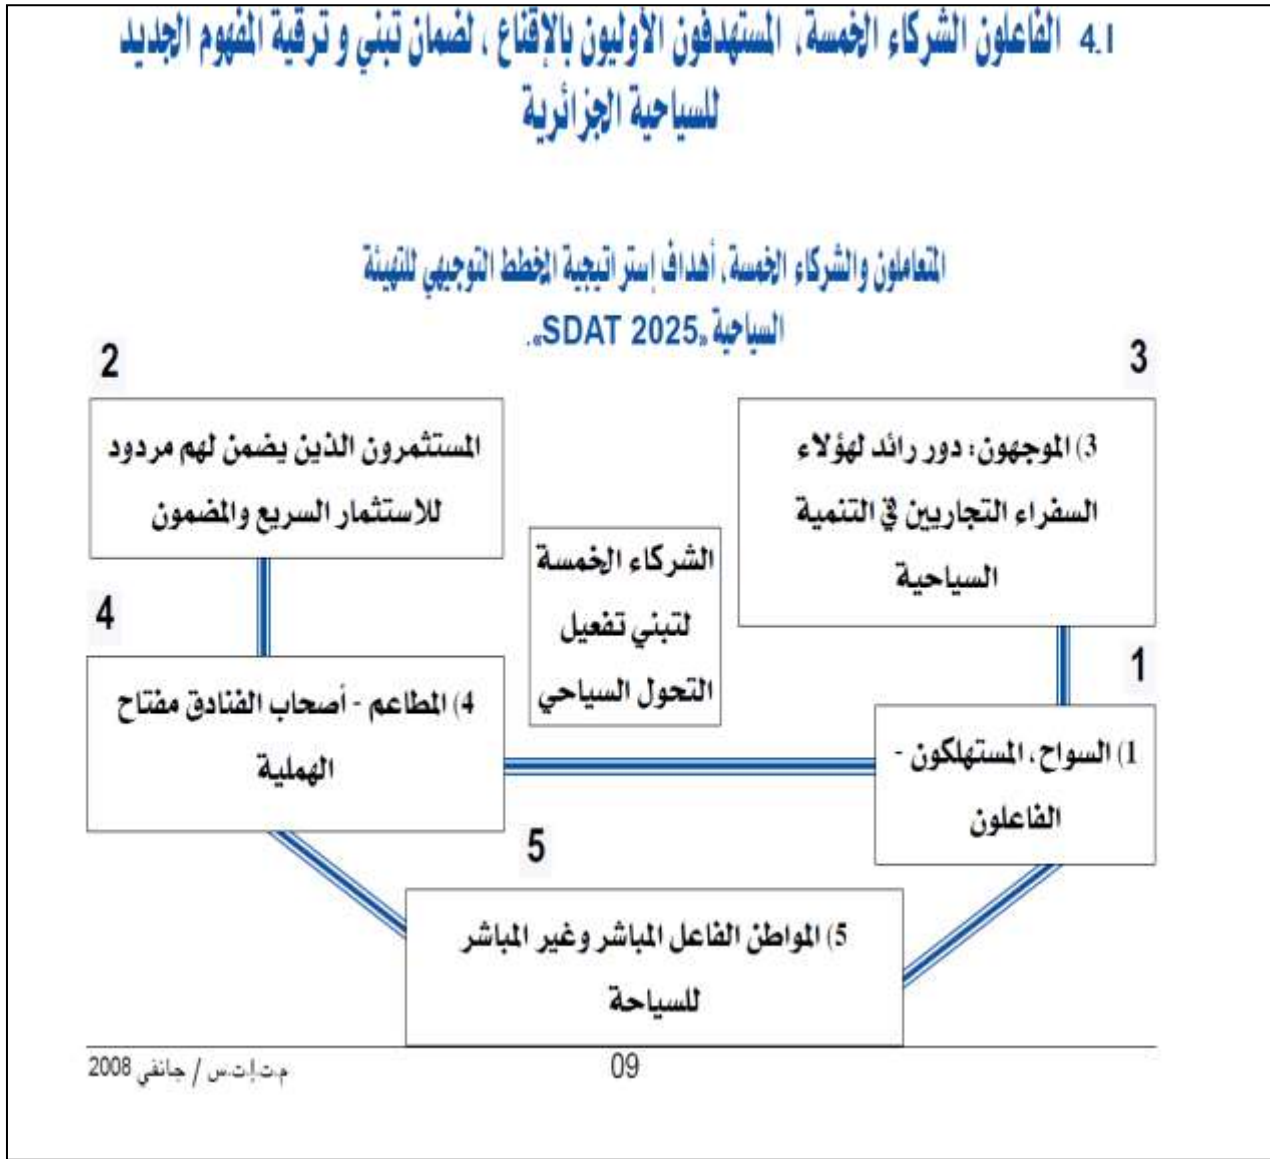 4.1 الفاعلون الشركاء الخمسة، المستهدفون الأوليون بالإقناع ، لضمان تبني و ترقية المفهوم الجديد
للسياحية الجزائرية
المتعاملون والشركاء الخمسة، أهداف إستراتيجية المخطط التوجيهي للتهيئة
السياحية «SDAT 2025».
3
3) الموجهون: دور رائد لهؤلاء
السفراء التجاريين في التنمية
السياحية
2
المستثمرون الذين يضمن لهم مردود
للاستثمار السريع والمضمون
الشركاء الخمسة
لتبني تفعيل
التحول السياحي
1
1) السواح، المستهلكون -
الفاعلون
4
4) المطاعم - أصحاب الفنادق مفتاح
الهملية
5
5) المواطن الفاعل المباشر وغير المباشر
للسياحة
09
م.ت.إ.ت.س / جانفي 2008